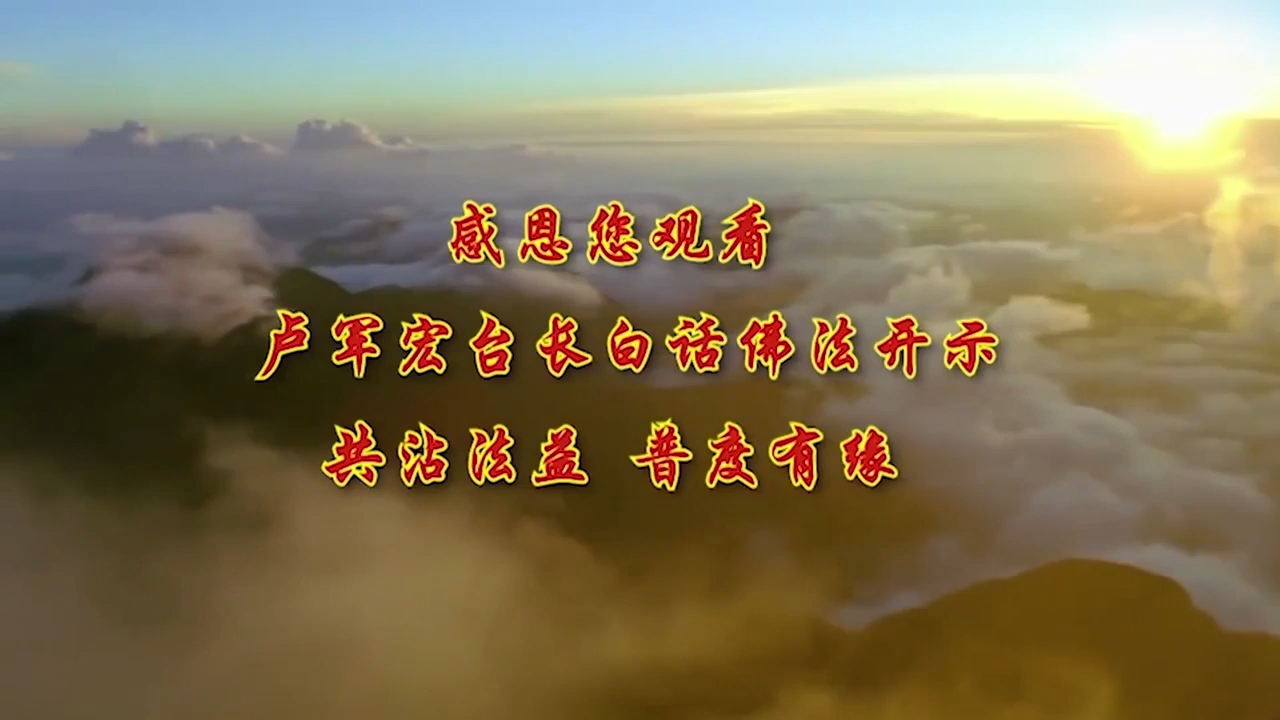 感恩您观看
卢军宏台长白话佛法开示
共沾法益 普度有缘